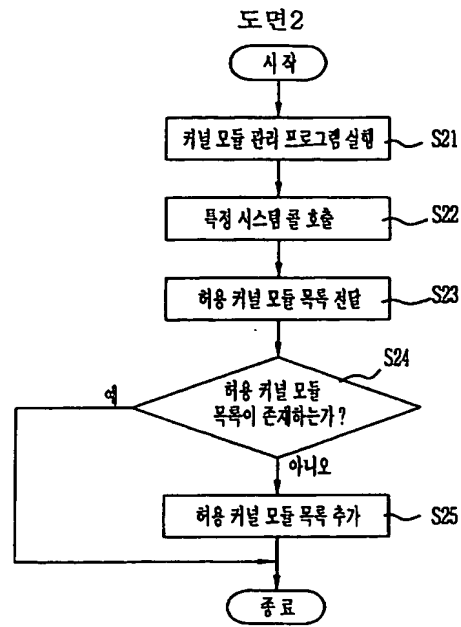 도면2
시작
커널 모듈 관리 프로그램 실행
S21
특정 시스템 콜 호출
S22
허용 커널 모듈 목록 전달
S23
S24
허용 커널 모듈
목록이 존재하는가?
예
아니오
허용 커널 모듈 목록 추가
S25
종료